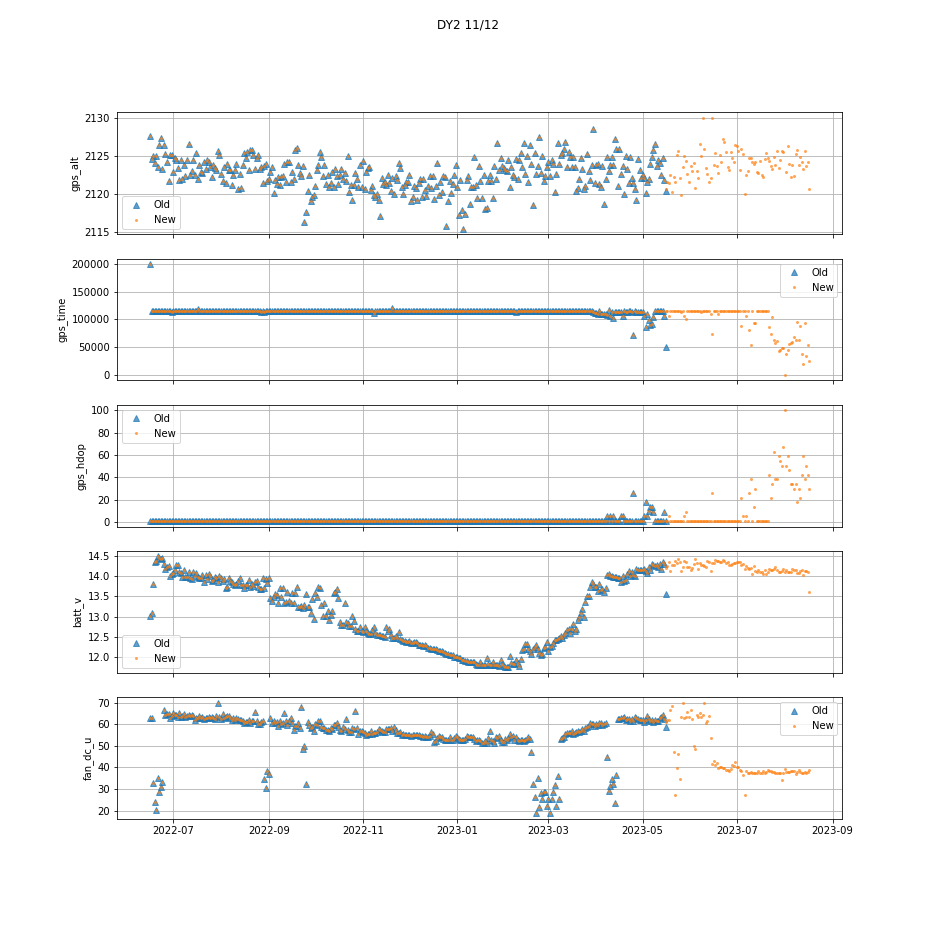 DY2 11/12
2130
2125
2120
2115
gps_alt
Old
New
200000
150000
100000
50000
0
gps_time
Old
New
100
80
60
40
20
0
gps_hdop
Old
New
14.5
14.0
13.5
13.0
12.5
12.0
batt_v
Old
New
70
60
50
40
30
20
fan_dc_u
Old
New
2022-07 2022-09 2022-11 2023-01 2023-03 2023-05 2023-07 2023-09